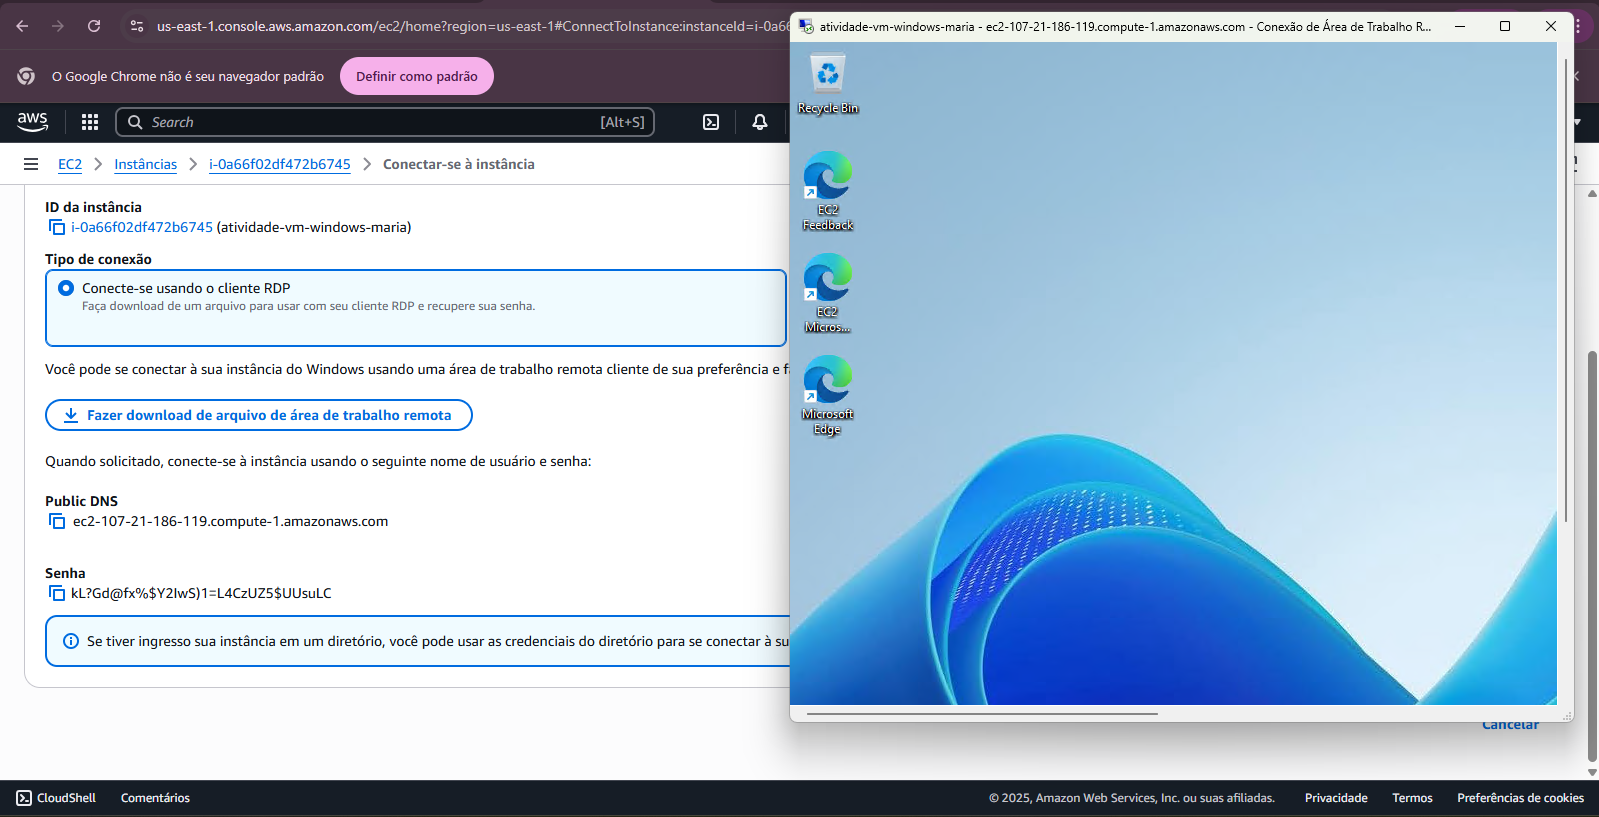 us-east-1.console.aws.amazon.com/ec2/home?region=us-east-1#ConnectToInstance:instanceId=i-0a66
O Google Chrome não é seu navegador padrão
Definir como padrão
aws
Search
[Alt+S]
EC2
Instâncias
i-0a66f02df472b6745
Conectar-se à instância
ID da instância
i-0a66f02df472b6745 (atividade-vm-windows-maria)
Tipo de conexão
Conecte-se usando o cliente RDP
Faça download de um arquivo para usar com seu cliente RDP e recupere sua senha.
Você pode se conectar à sua instância do Windows usando uma área de trabalho remota cliente de sua preferência e fa
Fazer download de arquivo de área de trabalho remota
Quando solicitado, conecte-se à instância usando o seguinte nome de usuário e senha:
Public DNS
ec2-107-21-186-119.compute-1.amazonaws.com
Senha
kL?Gd@fx%$Y2IwS)1=L4CzUZ5$UUsuLC
Se tiver ingresso sua instância em um diretório, você pode usar as credenciais do diretório para se conectar à su
atividade-vm-windows-maria - ec2-107-21-186-119.compute-1.amazonaws.com - Conexão de Área de Trabalho R...
Recycle Bin
EC2
Feedback
EC2
Micros...
Microsoft
Edge
Cancelar
CloudShell
Comentários
© 2025, Amazon Web Services, Inc. ou suas afiliadas.
Privacidade
Termos
Preferências de cookies